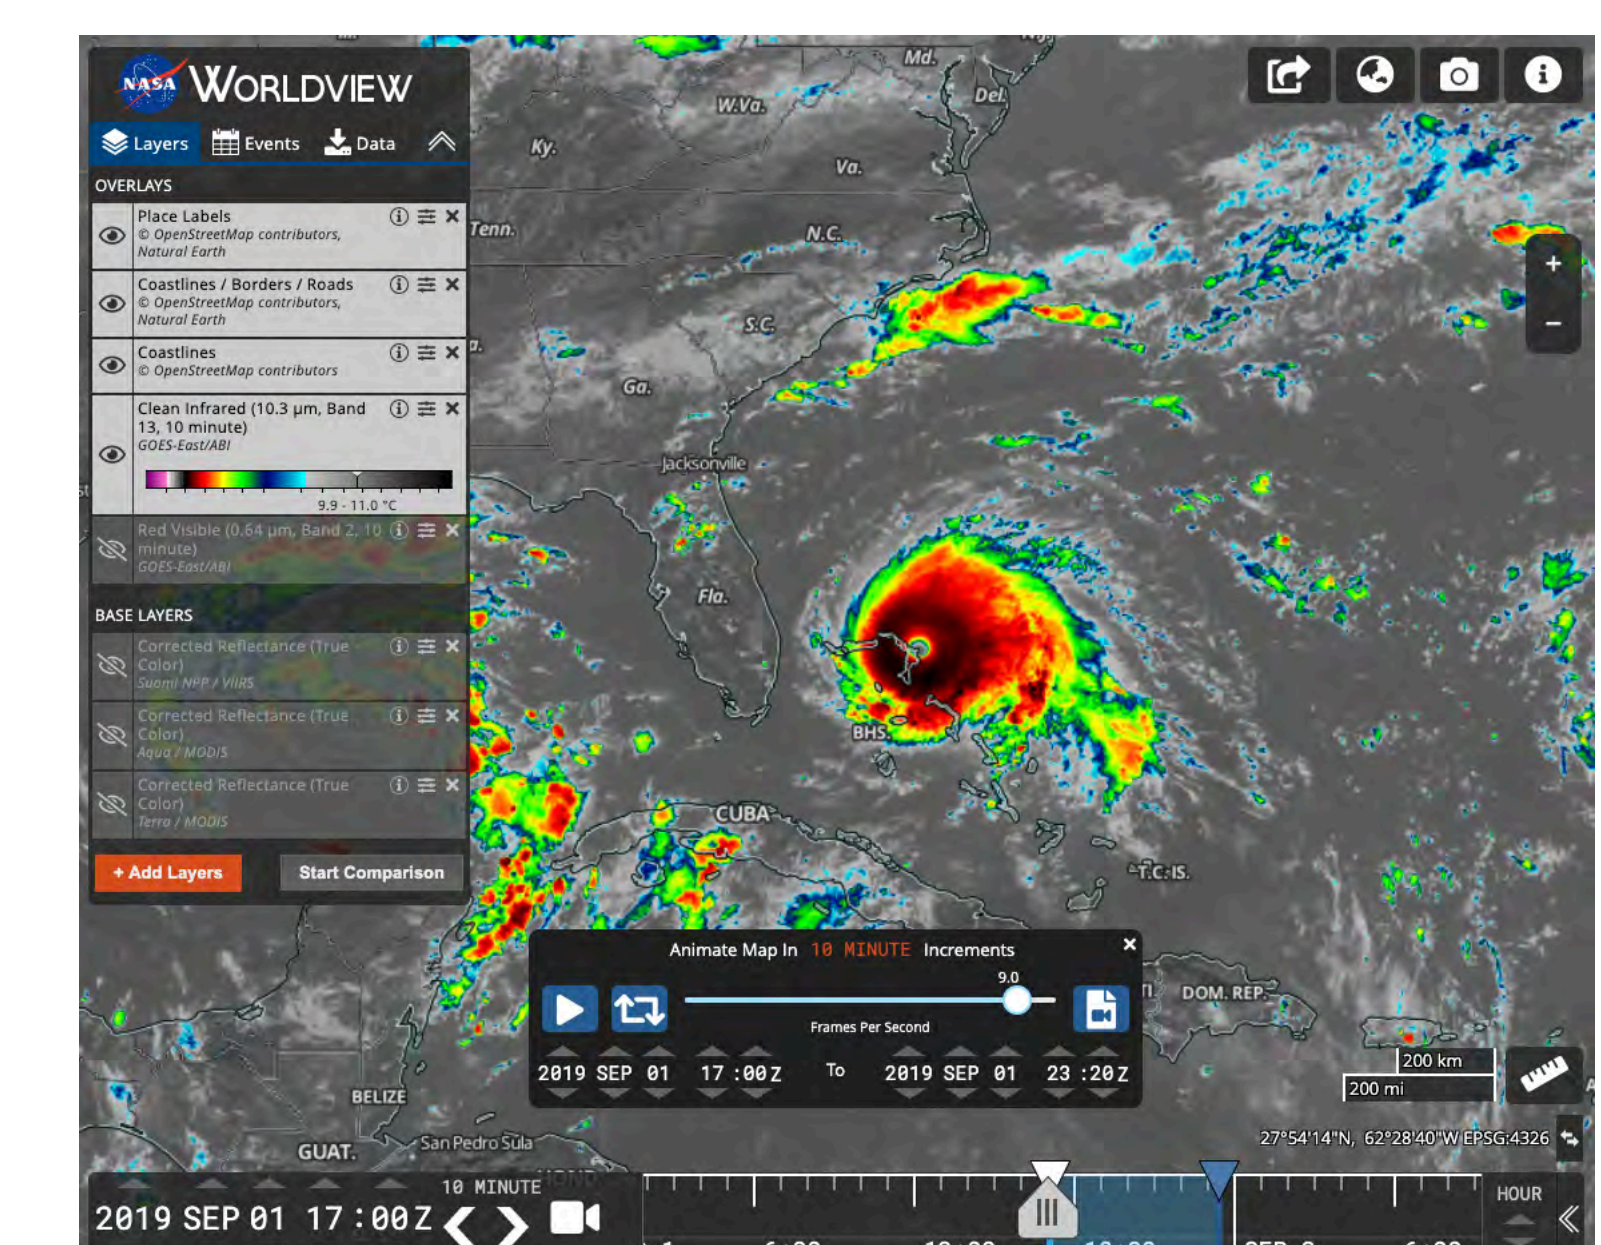 NASA WORLDVIEW
Layers
Events
Data
OVERLAYS
Place Labels
© OpenStreetMap contributors,
Natural Earth
Coastlines / Borders / Roads
© OpenStreetMap contributors,
Natural Earth
Coastlines
© OpenStreetMap contributors
Clean Infrared (10.3 µm, Band
13, 10 minute)
GOES-East/ABI
9.9 - 11.0 °C
Red Visible (0.64 µm, Band 2, 10
minute)
GOES-East/ABI
BASE LAYERS
Corrected Reflectance (True
Color)
Suomi NPP / VIIRS
Corrected Reflectance (True
Color)
Aqua / MODIS
Corrected Reflectance (True
Color)
Terra / MODIS
+ Add Layers
Start Comparison
Md.
Del.
W.Va.
Ky.
Va.
Tenn.
N.C.
S.C.
Ga.
Jacksonville
Fla.
BHS.
CUBA
T.C. IS.
DOM. REP.
BELIZE
GUAT.
San Pedro Sula
HOND.
Animate Map In 10 MINUTE Increments
9.0
Frames Per Second
2019 SEP 01 17 :00Z To 2019 SEP 01 23 :20Z
200 km
200 mi
27°54'14"N, 62°28'40"W EPSG:4326
10 MINUTE
2019 SEP 01 17 :00Z
HOUR